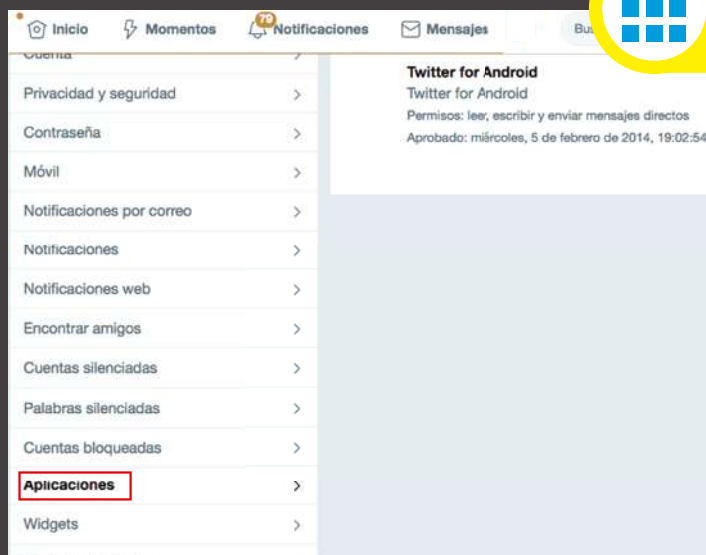 Inicio
Momentos
79
Notificaciones
Mensajes
Cuenta
Privacidad y seguridad
Contraseña
Móvil
Notificaciones por correo
Notificaciones
Notificaciones web
Encontrar amigos
Cuentas silenciadas
Palabras silenciadas
Cuentas bloqueadas
Aplicaciones
Widgets
Twitter for Android
Twitter for Android
Permisos: leer, escribir y enviar mensajes directos
Aprobado: miércoles, 5 de febrero de 2014, 19:02:54